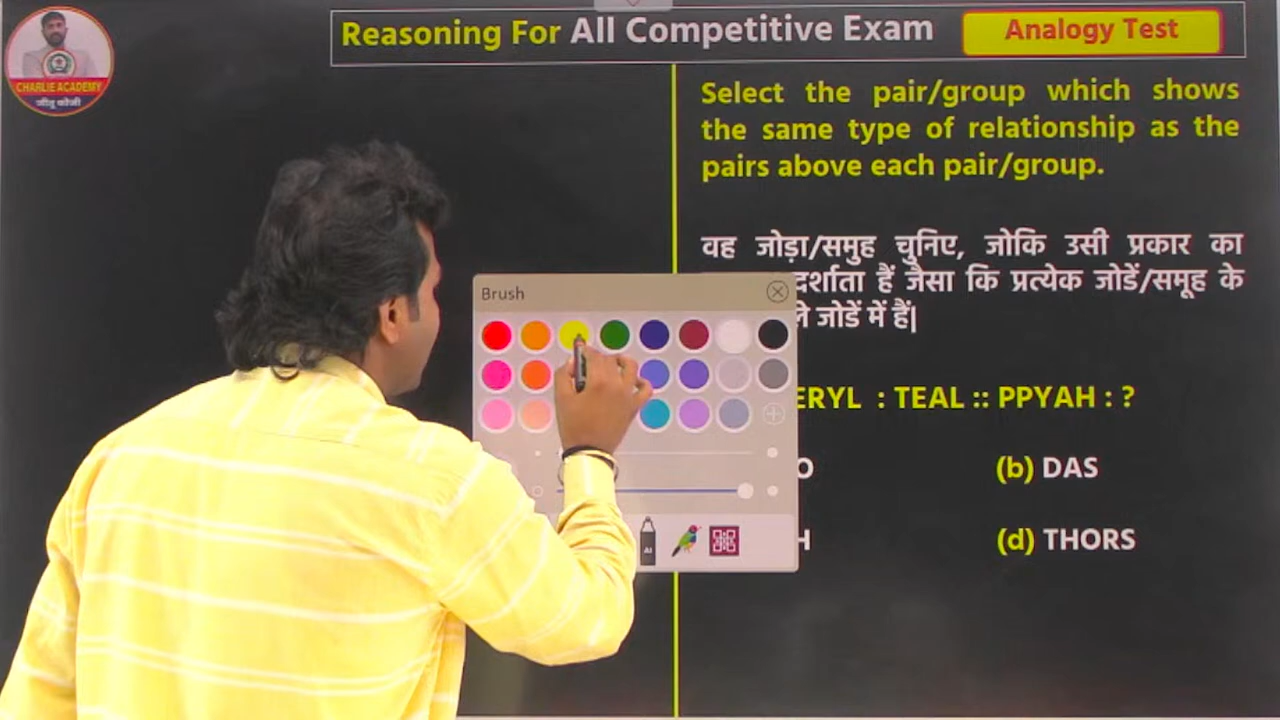 Reasoning For All Competitive Exam
Analogy Test
CHARLIE ACADEMY
जीतू फौजी
Select the pair/group which shows
the same type of relationship as the
pairs above each pair/group.
वह जोड़ा/समुह चुनिए, जोकि उसी प्रकार का
दर्शाता हैं जैसा कि प्रत्येक जोडें/समूह के
जोडें में हैं|
Brush
ERYL : TEAL :: PPYAH : ?
O
(b) DAS
H
(d) THORS
AI